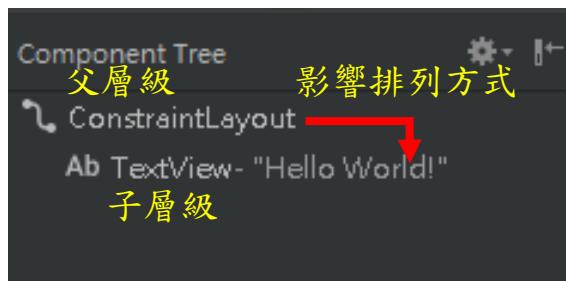 Component Tree
父層級 影響排列方式
ConstraintLayout
Ab TextView- "Hello World!"
子層級